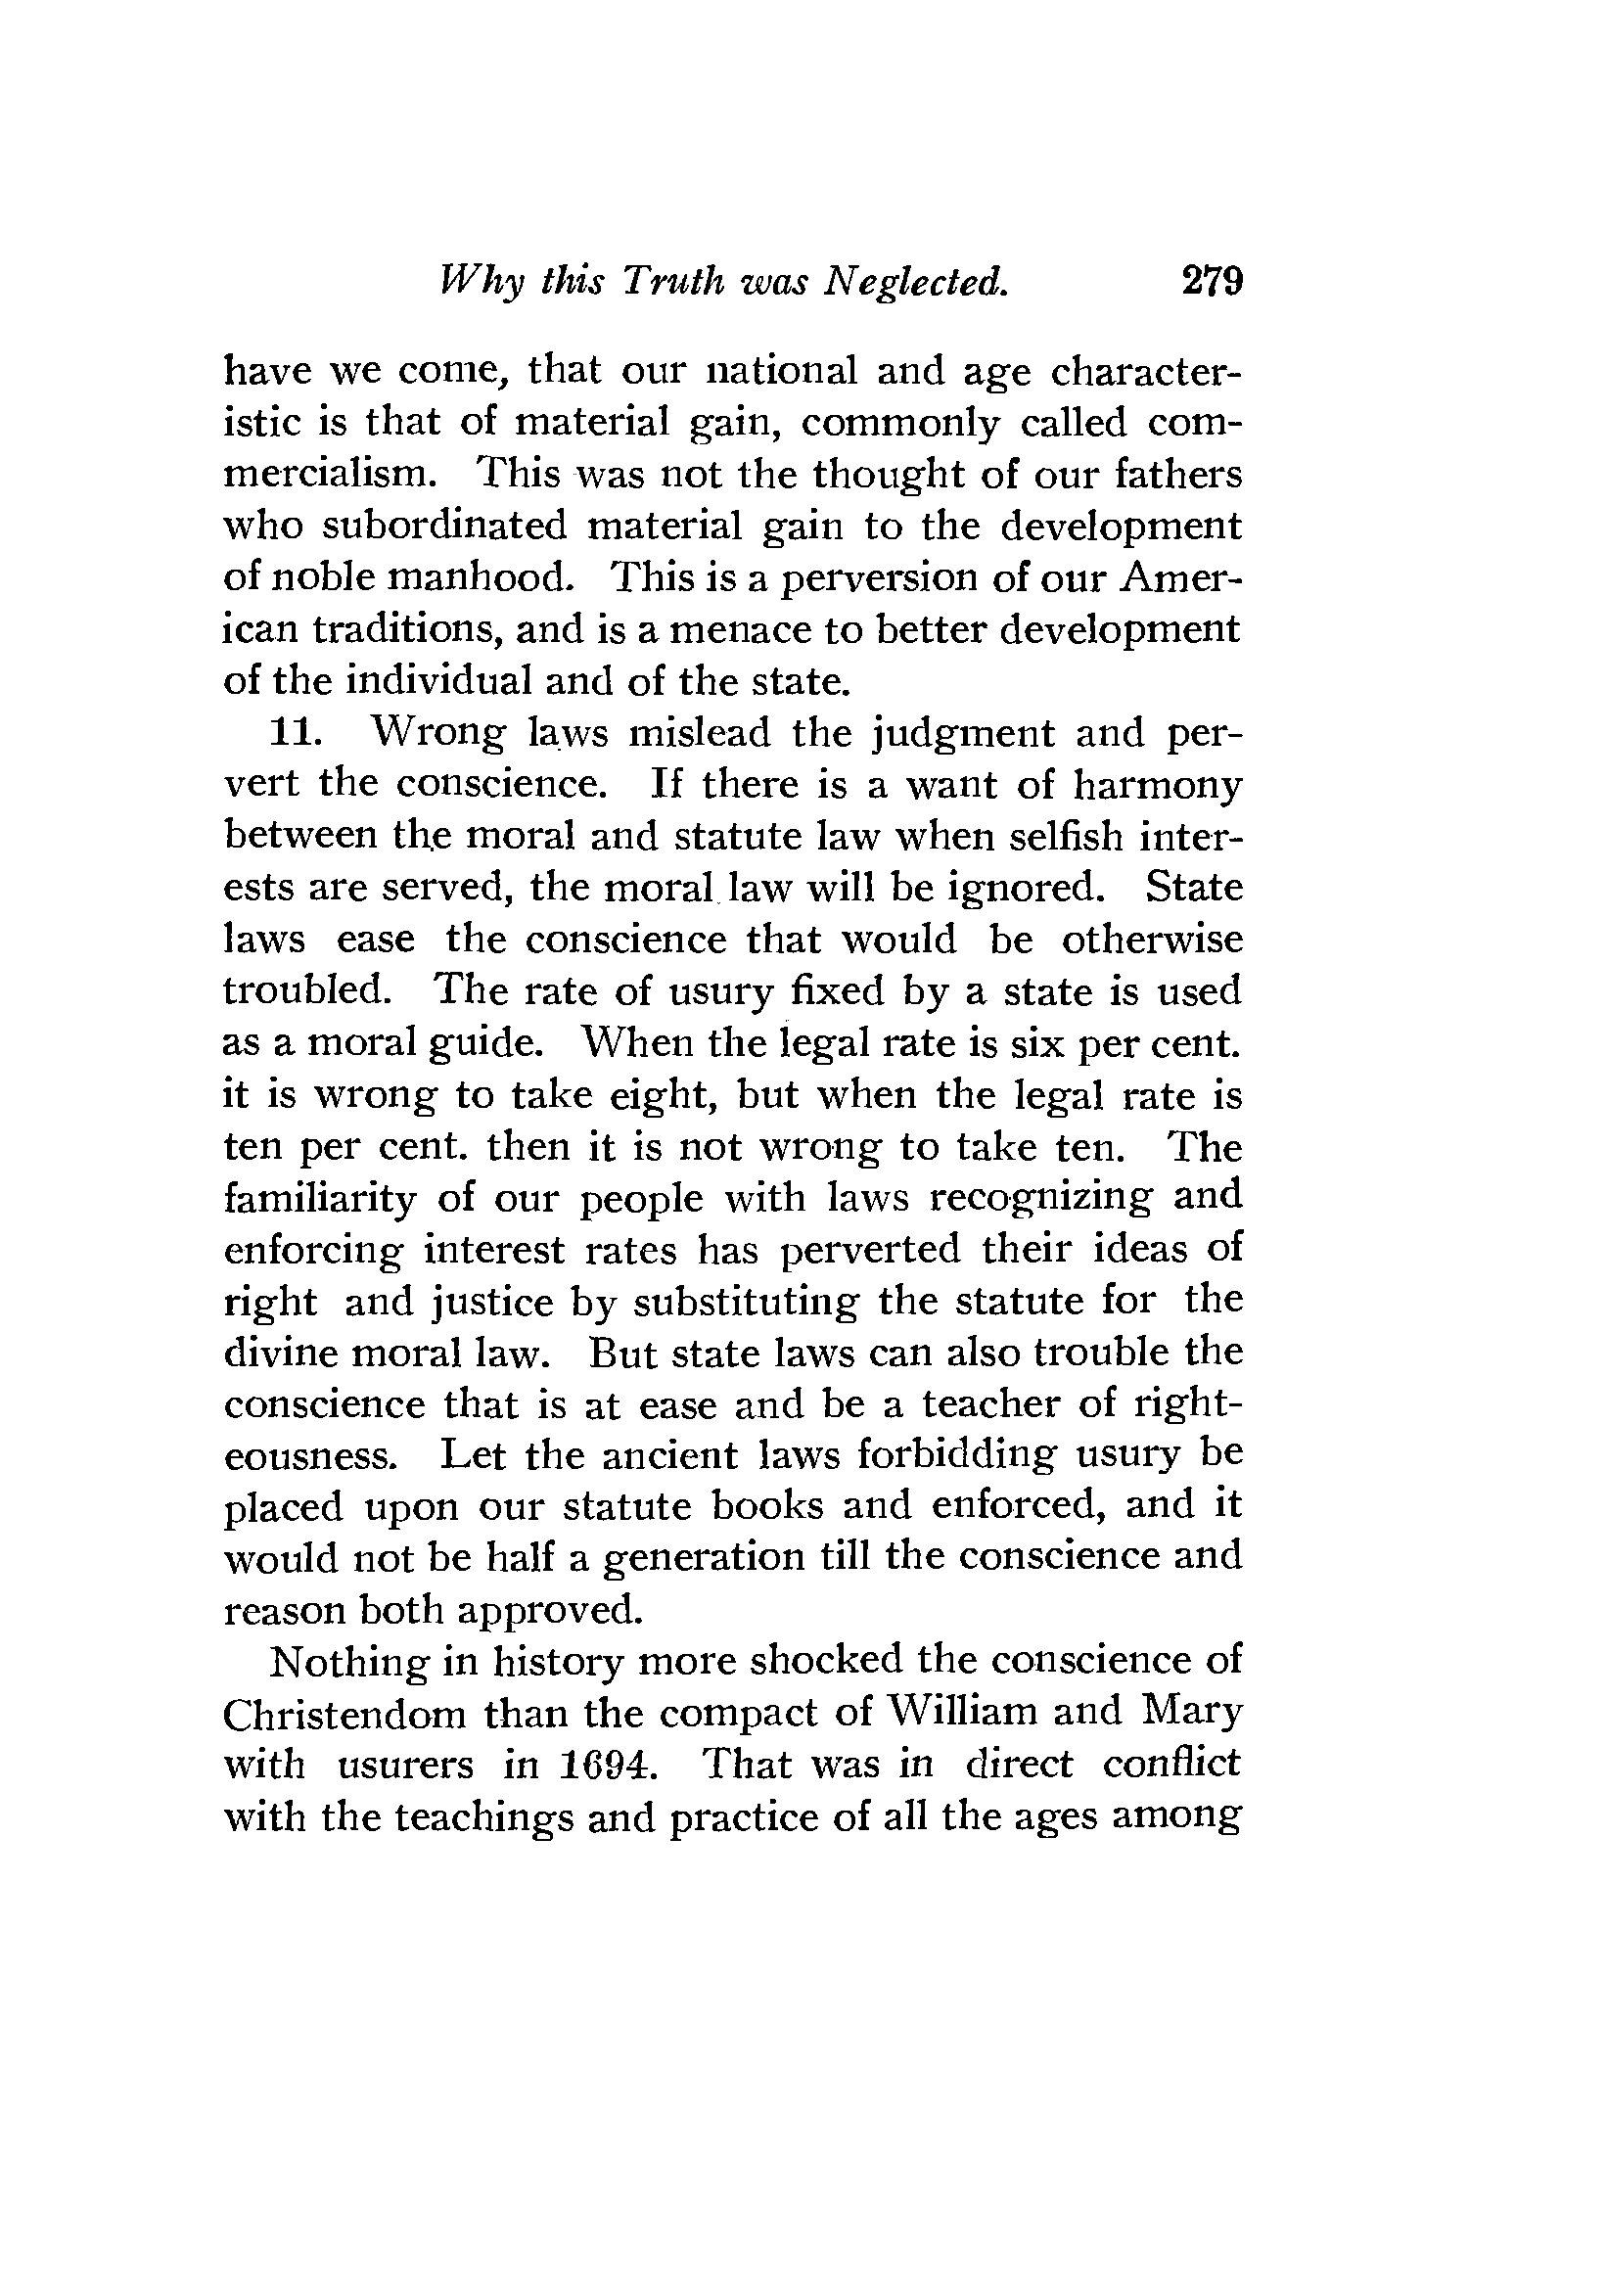 Why this Truth was Neglected. 279
have we come, that our national and age character-
istic is that of material gain, commonly called com-
mercialism. This was not the thought of our fathers
who subordinated material gain to the development
of noble manhood. This is a perversion of our Amer-
ican traditions, and is a menace to better development
of the individual and of the state.
11. Wrong laws mislead the judgment and per-
vert the conscience. If there is a want of harmony
between the moral and statute law when selfish inter-
ests are served, the moral law will be ignored. State
laws ease the conscience that would be otherwise
troubled. The rate of usury fixed by a state is used
as a moral guide. When the legal rate is six per cent.
it is wrong to take eight, but when the legal rate is
ten per cent. then it is not wrong to take ten. The
familiarity of our people with laws recognizing and
enforcing interest rates has perverted their ideas of
right and justice by substituting the statute for the
divine moral law. But state laws can also trouble the
conscience that is at ease and be a teacher of right-
eousness. Let the ancient laws forbidding usury be
placed upon our statute books and enforced, and it
would not be half a generation till the conscience and
reason both approved.
Nothing in history more shocked the conscience of
Christendom than the compact of William and Mary
with usurers in 1694. That was in direct conflict
with the teachings and practice of all the ages among